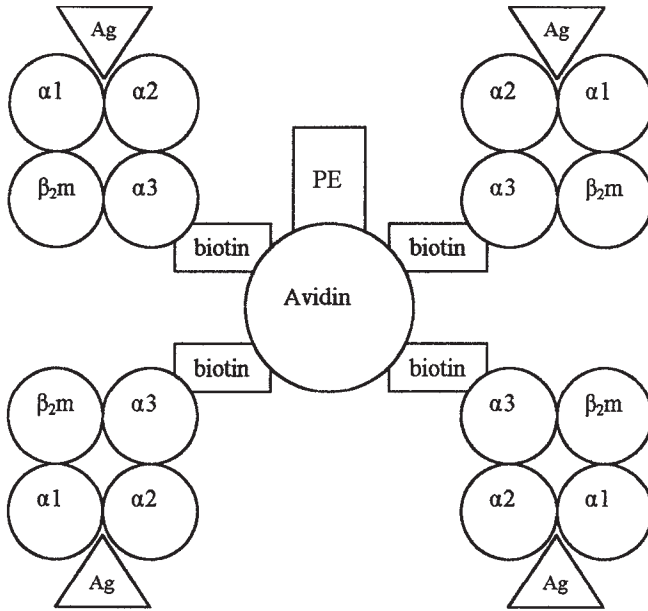 Ag Ag
α1 α2 α2 α1
PE
β₂m α3 α3 β₂m
biotin biotin
Avidin
biotin biotin
β₂m α3 α3 β₂m
α1 α2 α2 α1
Ag Ag